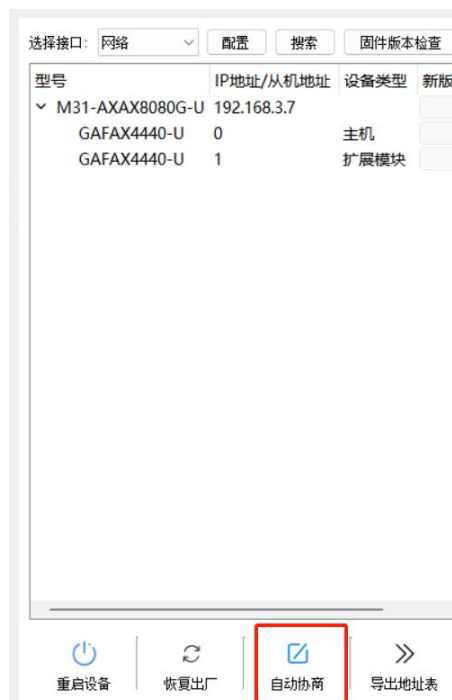 选择接口: 网络 配置 搜索 固件版本检查
型号 IP地址/从机地址 设备类型 新版
M31-AXAX8080G-U 192.168.3.7
GAFAX4440-U 0 主机
GAFAX4440-U 1 扩展模块
重启设备 恢复出厂 自动协商 导出地址表